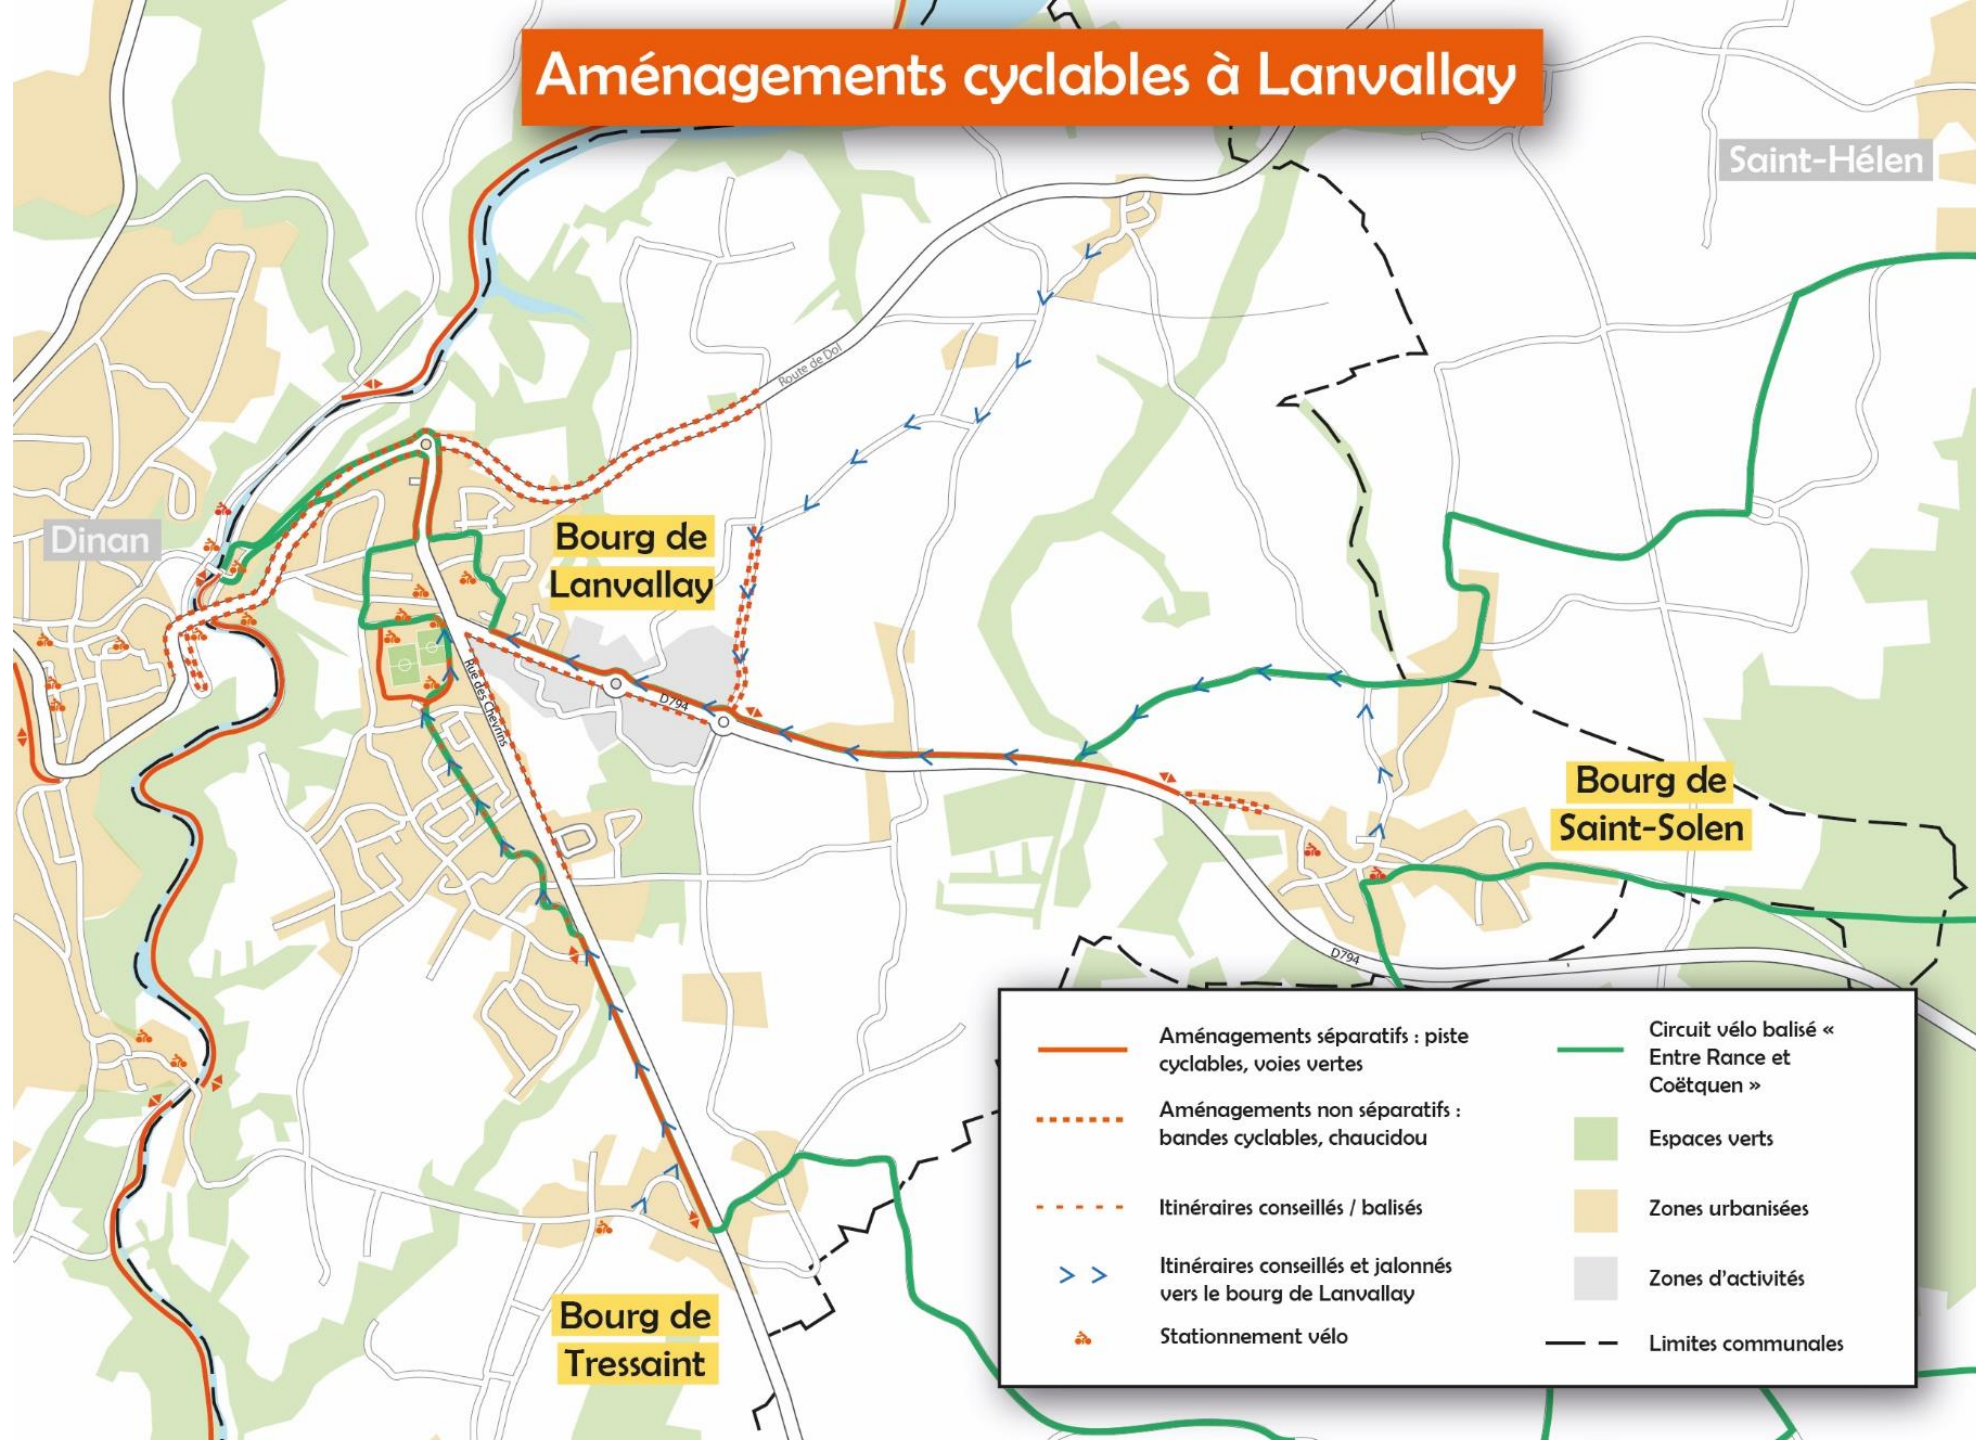 Aménagements cyclables à Lanvallay
Saint-Hélen
Route de Dol
Dinan
Bourg de
Lanvallay
Rue des Chevrins
D794
Bourg de
Saint-Solen
D794
Bourg de
Tressaint
Aménagements séparatifs : piste
cyclables, voies vertes
Aménagements non séparatifs :
bandes cyclables, chaucidou
Itinéraires conseillés / balisés
Itinéraires conseillés et jalonnés
vers le bourg de Lanvallay
Stationnement vélo
Circuit vélo balisé «
Entre Rance et
Coëtquen »
Espaces verts
Zones urbanisées
Zones d'activités
Limites communales